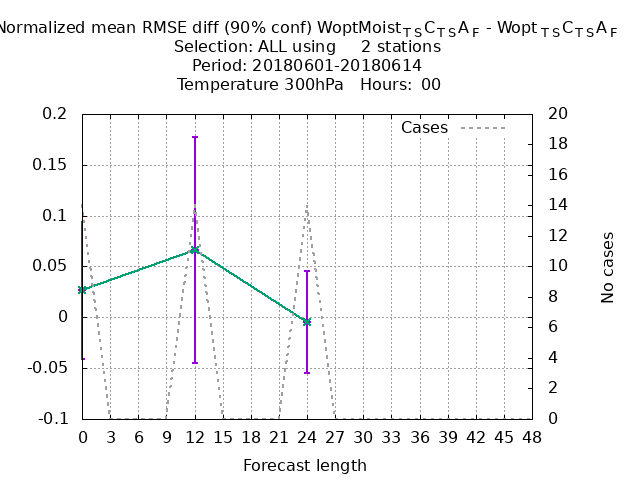 Normalized mean RMSE diff (90% conf) WoptMoist_TSC_TSA_F - Wopt_TSC_TSA_F
Selection: ALL using 2 stations
Period: 20180601-20180614
Temperature 300hPa Hours: 00
Cases
0.2
0.15
0.1
0.05
0
-0.05
-0.1
20
18
16
14
12
10
8
6
4
2
0
No cases
0 3 6 9 12 15 18 21 24 27 30 33 36 39 42 45 48
Forecast length